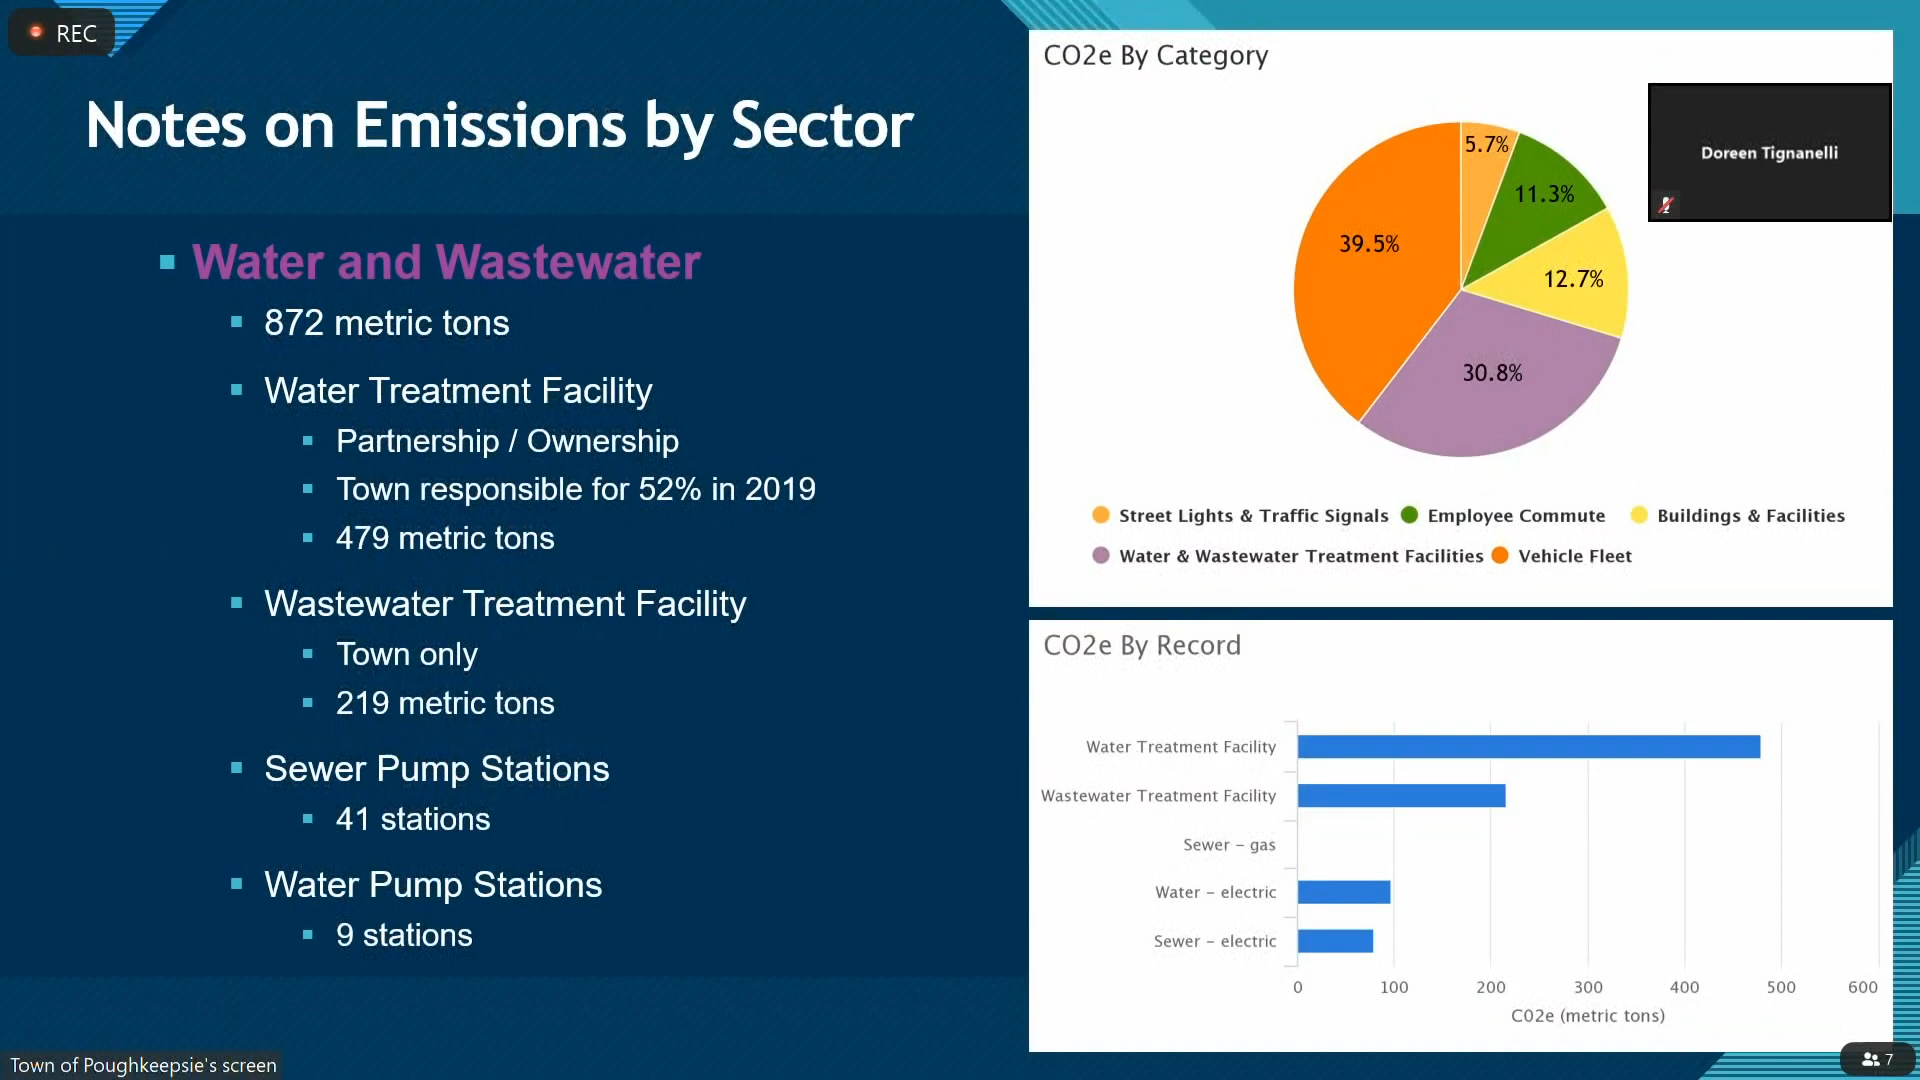 REC
Notes on Emissions by Sector
Water and Wastewater
872 metric tons
Water Treatment Facility
Partnership / Ownership
Town responsible for 52% in 2019
479 metric tons
Wastewater Treatment Facility
Town only
219 metric tons
Sewer Pump Stations
41 stations
Water Pump Stations
9 stations
CO2e By Category
5.7%
11.3%
39.5%
12.7%
30.8%
Street Lights & Traffic Signals Employee Commute Buildings & Facilities
Water & Wastewater Treatment Facilities Vehicle Fleet
Doreen Tignanelli
CO2e By Record
Water Treatment Facility
Wastewater Treatment Facility
Sewer – gas
Water – electric
Sewer – electric
0 100 200 300 400 500 600
C02e (metric tons)
Town of Poughkeepsie's screen
7